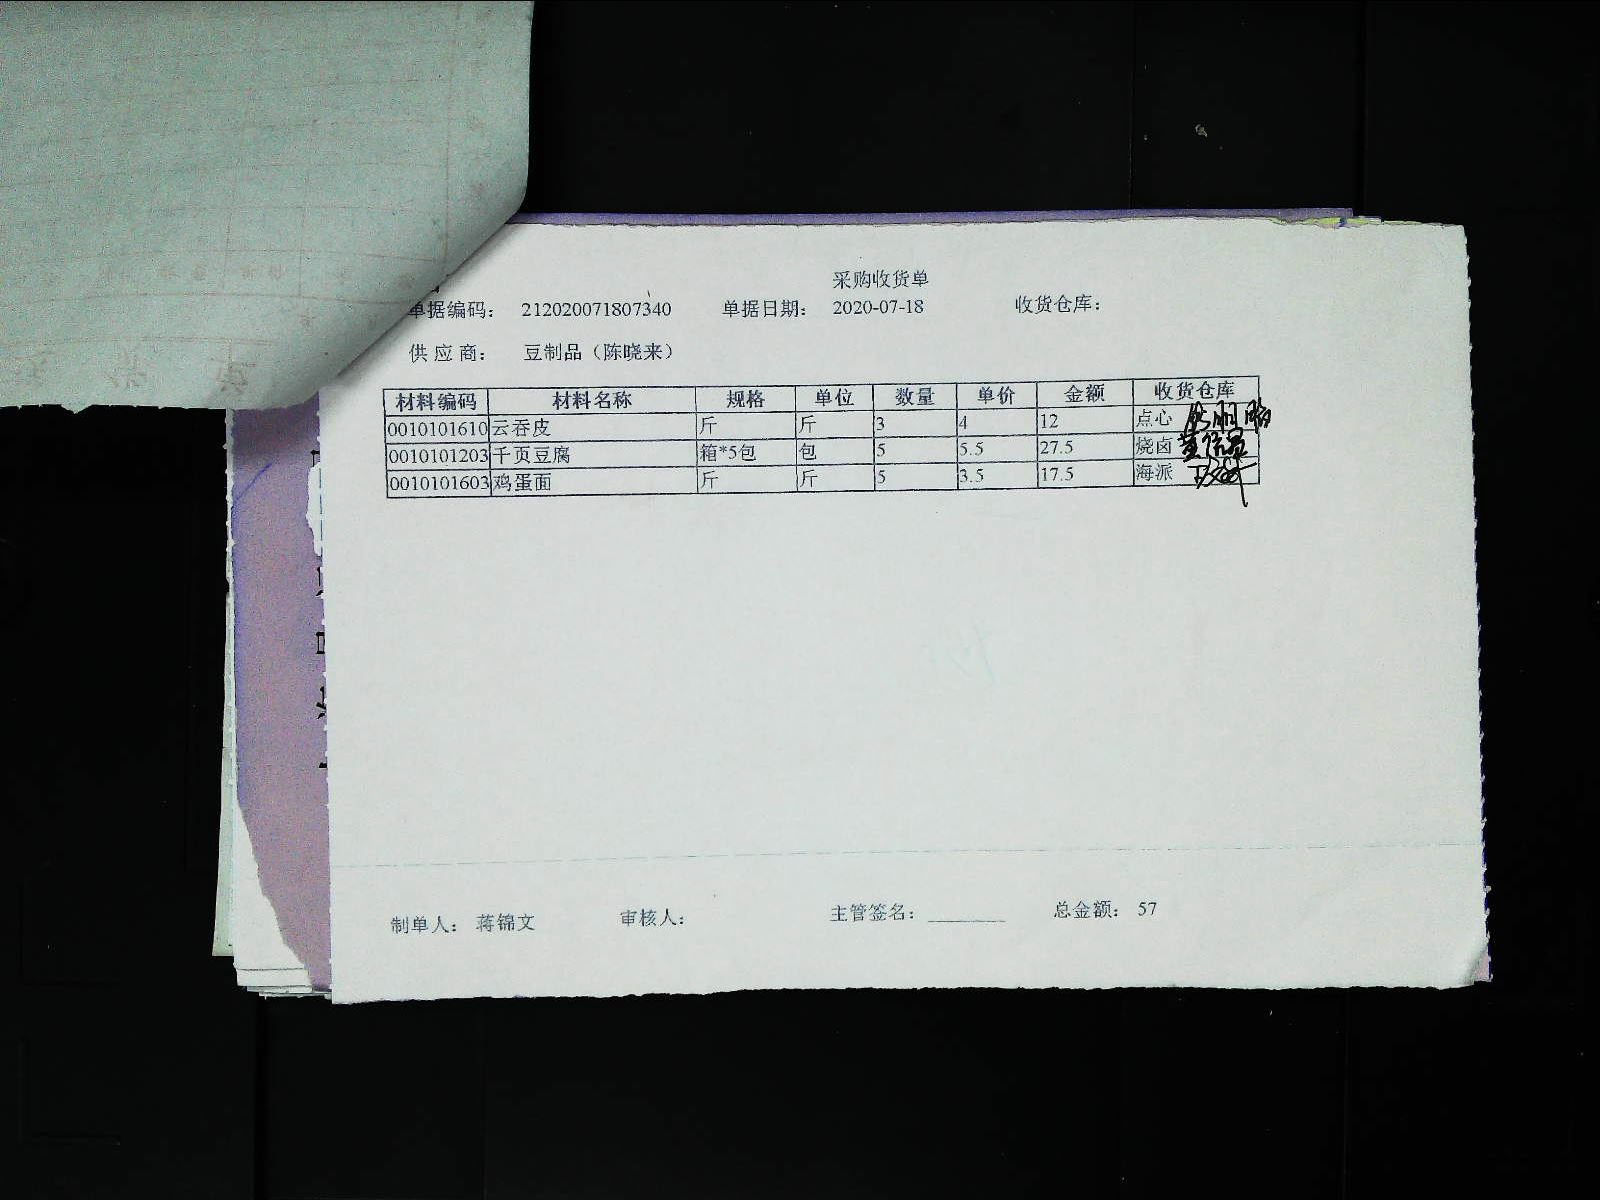 采购收货单
单据编码： 212020071807340 单据日期： 2020-07-18 收货仓库：
供应商： 豆制品（陈晓来）
材料编码 材料名称 规格 单位 数量 单价 金额 收货仓库
0010101610 云吞皮 斤 斤 3 4 12 点心
0010101203 千页豆腐 箱*5包 包 5 5.5 27.5 烧卤
0010101603 鸡蛋面 斤 斤 5 3.5 17.5 海派
制单人： 蒋锦文 审核人： 主管签名： ________ 总金额： 57